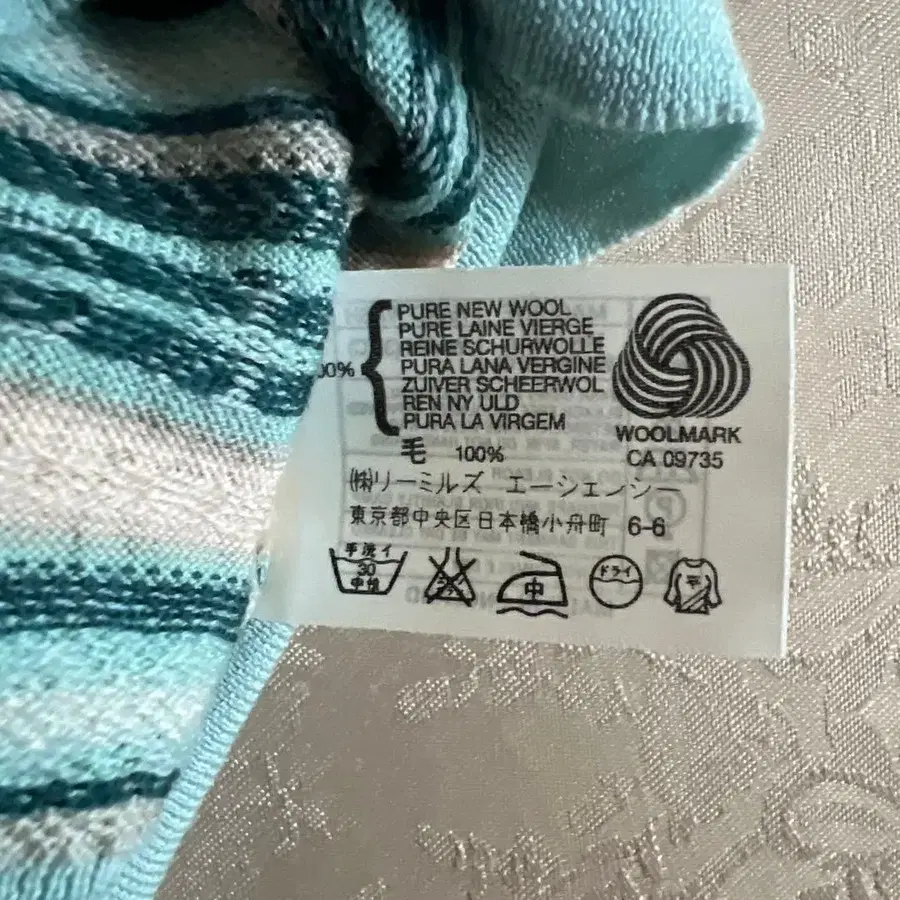 PURE NEW WOOL
PURE LAINE VIERGE
REINE SCHURWOLLE
00% PURA LANA VERGINE
ZUIVER SCHEERWOL
REN NY ULD
PURA LA VIRGEM
WOOLMARK
毛 100%
CA 09735
㈱リーミルズ エージェンシー
東京都中央区日本橋小舟町 6-6
手洗イ
30
中性
中
ドライ
平